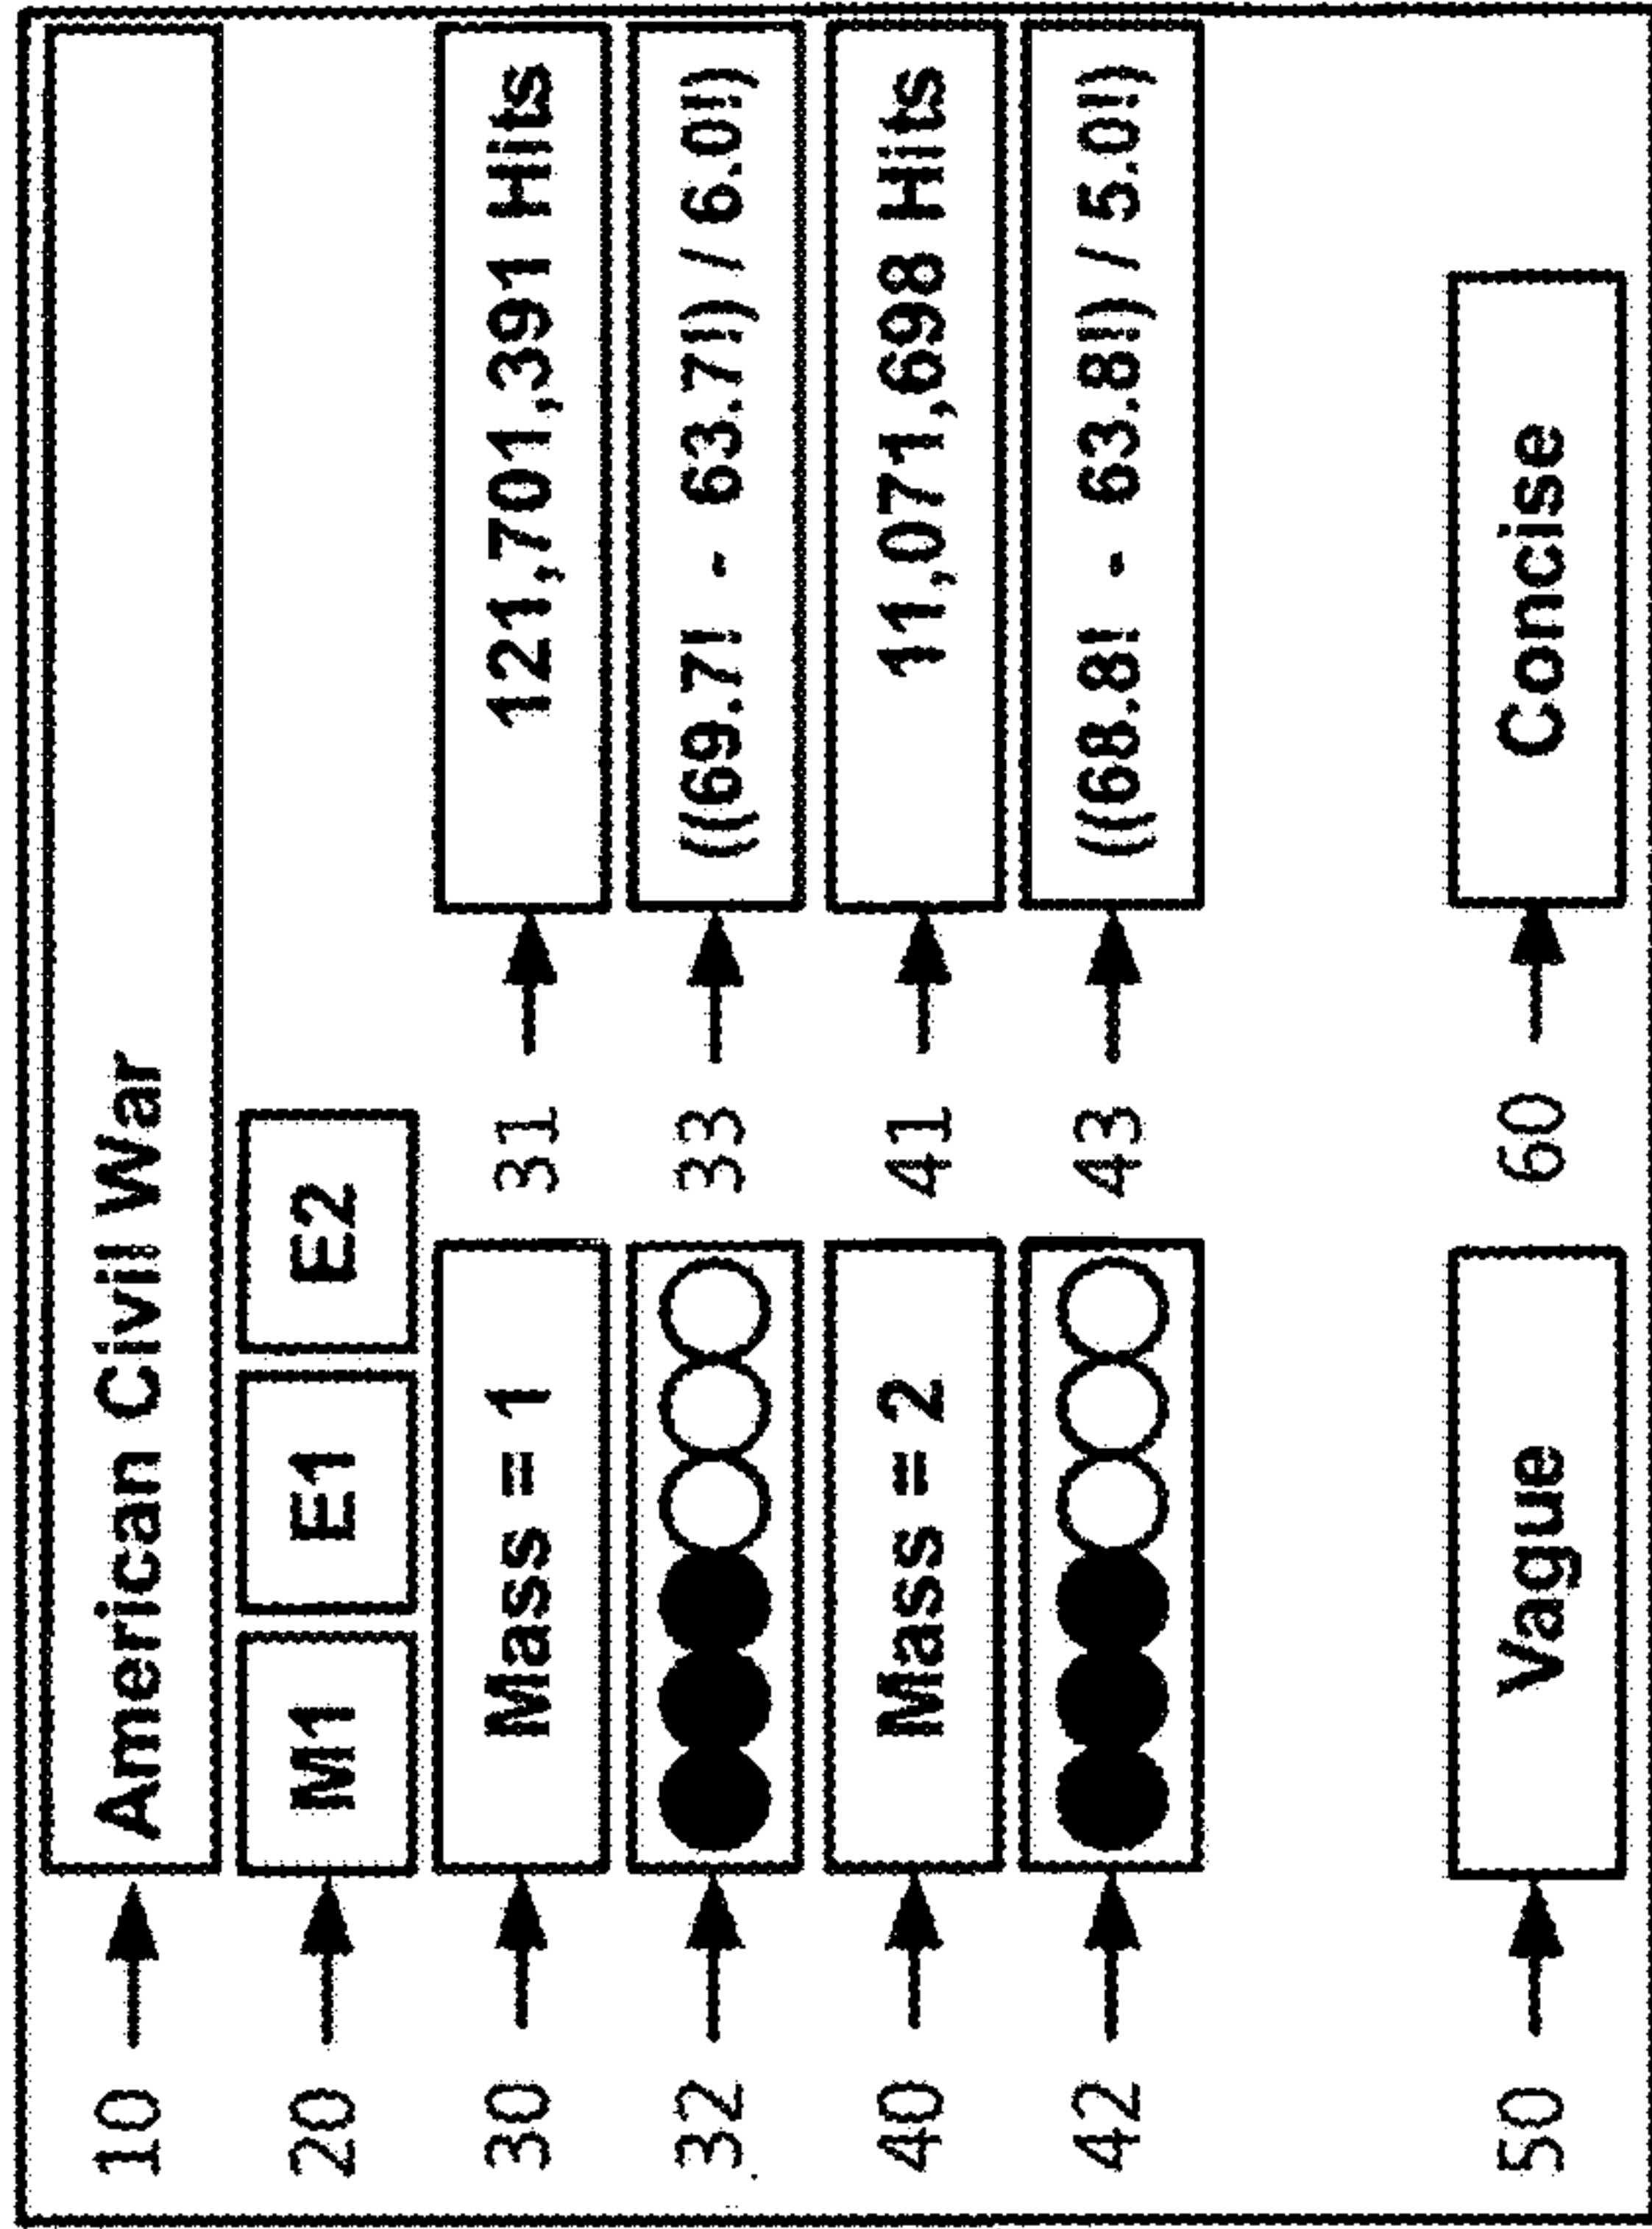 10 American Civil War
20 M1 E1 E2
30 Mass = 1 31 121,701,391 Hits
32 33 ((69.7! - 63.7!) / 6.0!)
40 Mass = 2 41 11,071,698 Hits
42 43 ((68.8! - 63.8!) / 5.0!)
50 Vague 60 Concise